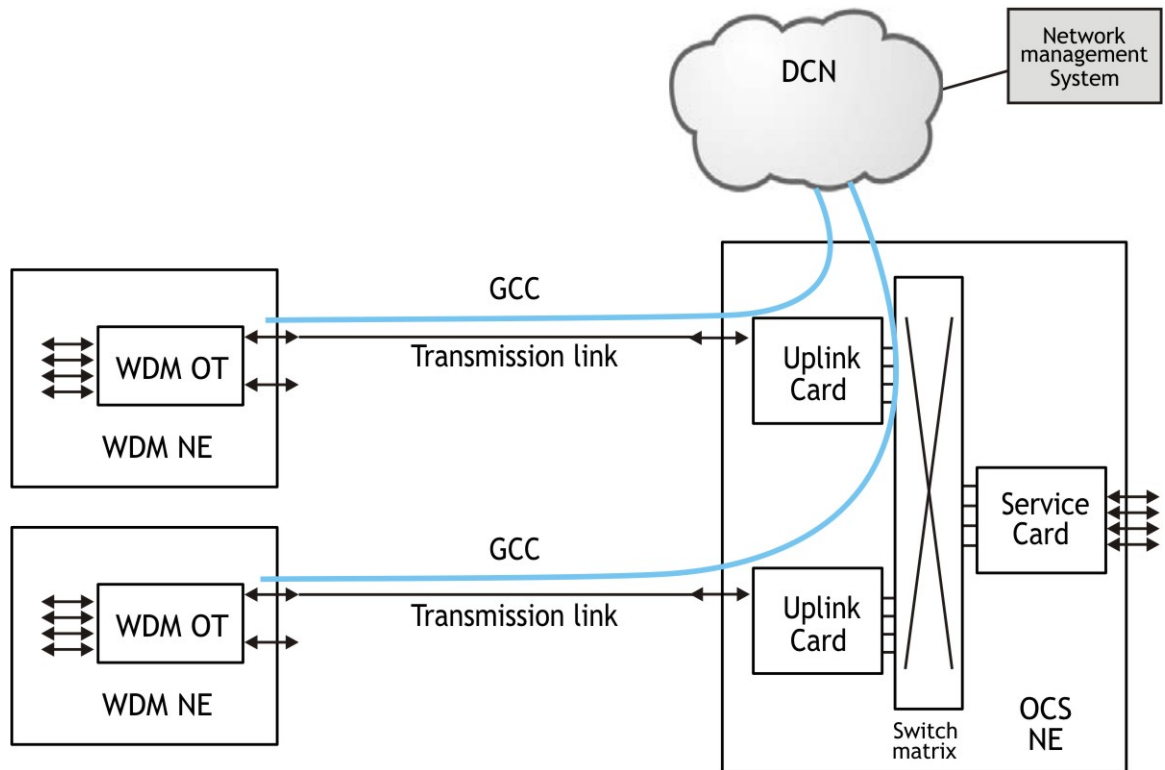 DCN
Network
management
System
GCC
Transmission link
WDM OT
WDM NE
Uplink
Card
Service
Card
GCC
Transmission link
WDM OT
WDM NE
Uplink
Card
Switch
matrix
OCS
NE